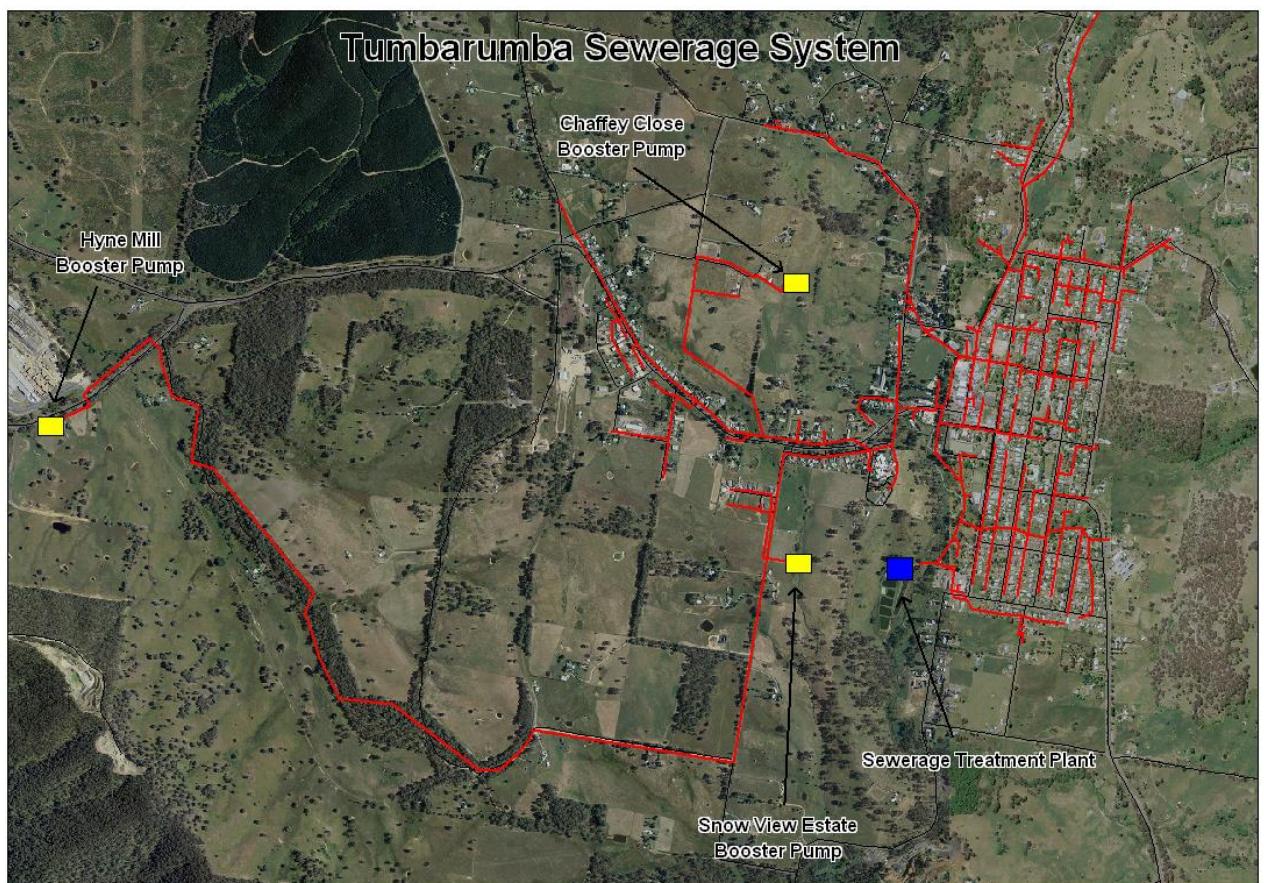 Tumbarumba Sewerage System
Chaffey Close
Booster Pump
Hyne Mill
Booster Pump
Sewerage Treatment Plant
Snow View Estate
Booster Pump